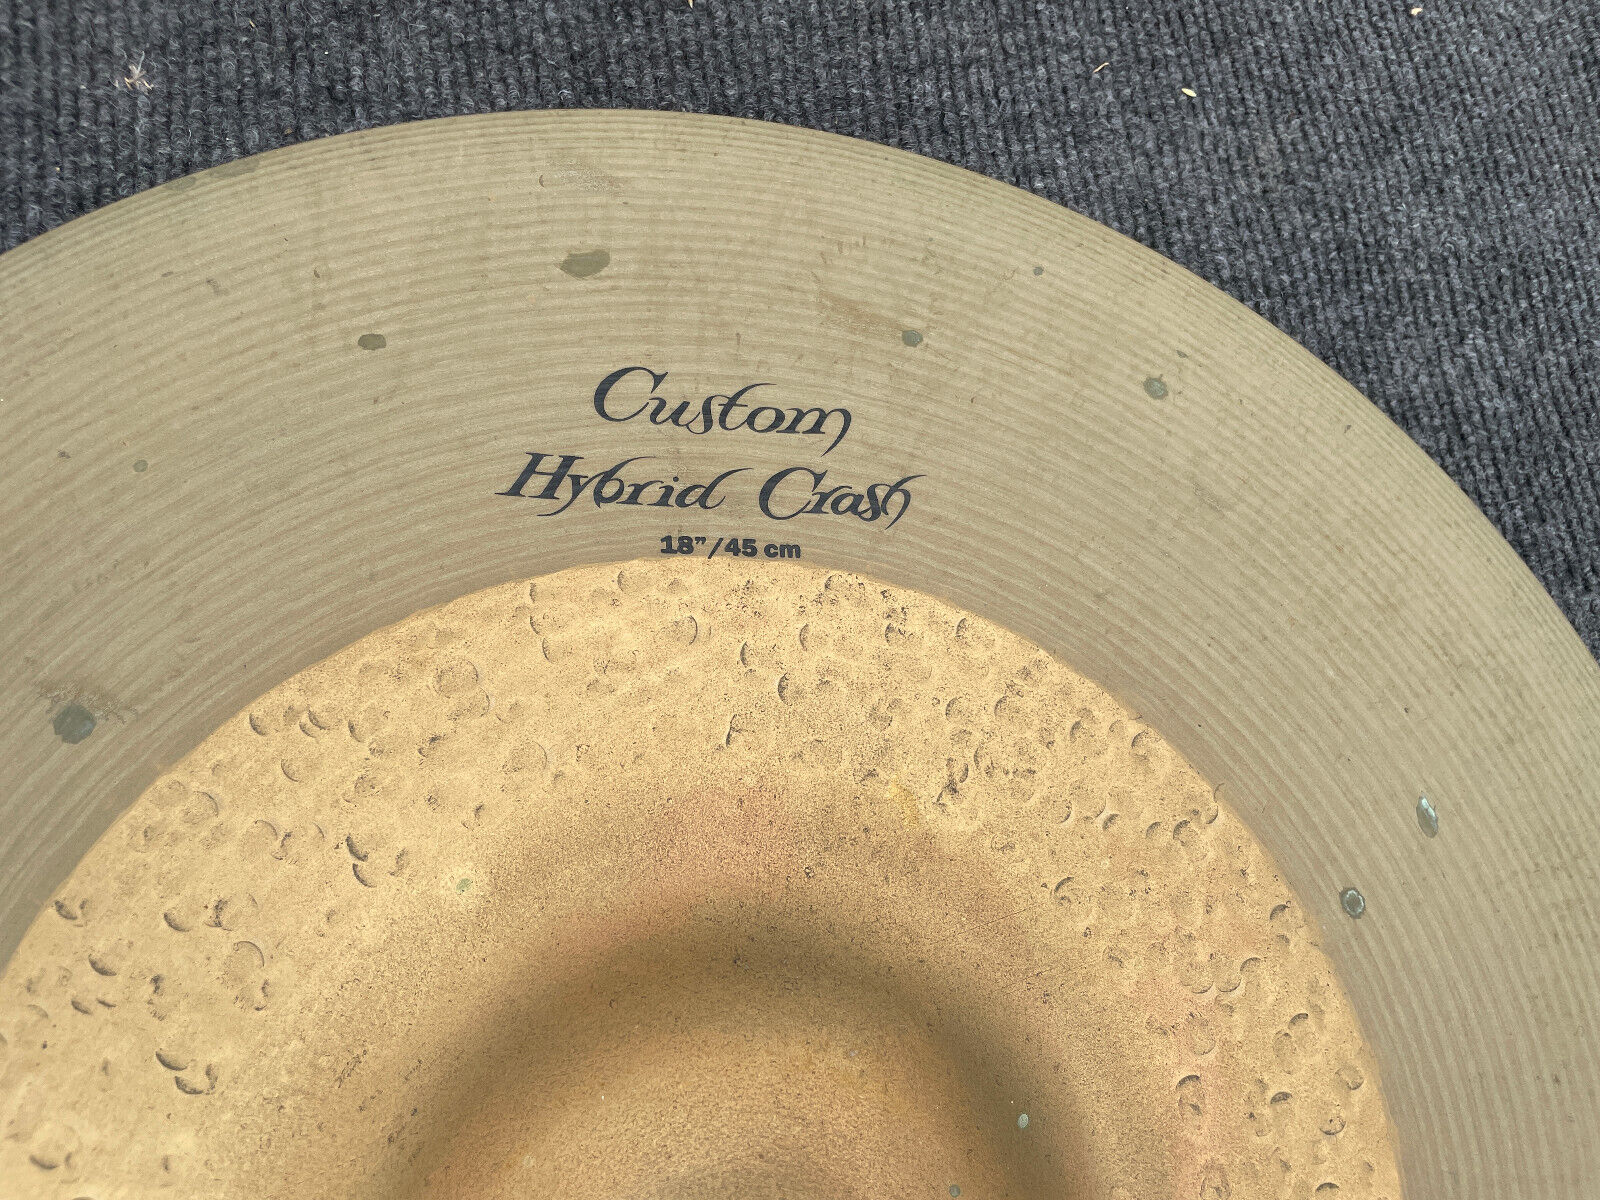 Custom
Hybrid Crash
18”/45 cm